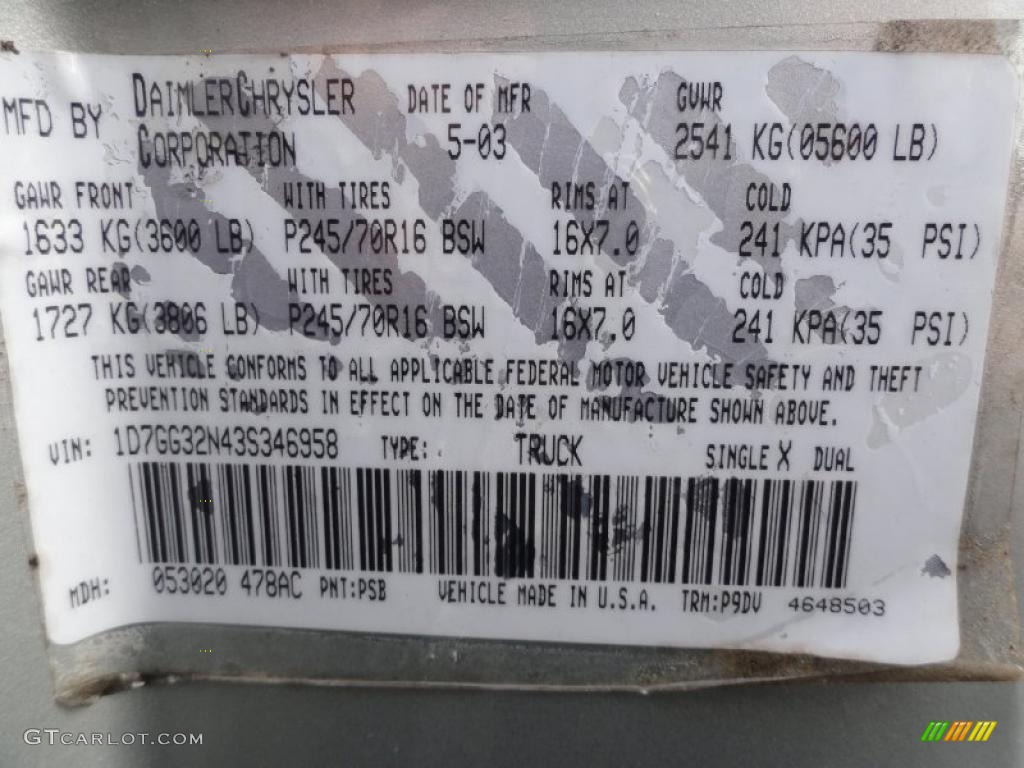 MFD BY DAIMLERCHRYSLER CORPORATION DATE OF MFR 5-03 GVWR 2541 KG(05600 LB)
GAWR FRONT WITH TIRES RIMS AT COLD
1633 KG(3600 LB) P245/70R16 BSW 16X7.0 241 KPA(35 PSI)
GAWR REAR WITH TIRES RIMS AT COLD
1727 KG(3806 LB) P245/70R16 BSW 16X7.0 241 KPA(35 PSI)
THIS VEHICLE CONFORMS TO ALL APPLICABLE FEDERAL MOTOR VEHICLE SAFETY AND THEFT
PREVENTION STANDARDS IN EFFECT ON THE DATE OF MANUFACTURE SHOWN ABOVE.
VIN: 1D7GG32N43S346958 TYPE: TRUCK SINGLE X DUAL
MDH: 053020 478AC PNT:PSB VEHICLE MADE IN U.S.A. TRM:P9DV 4648503
GTCARLOT.COM